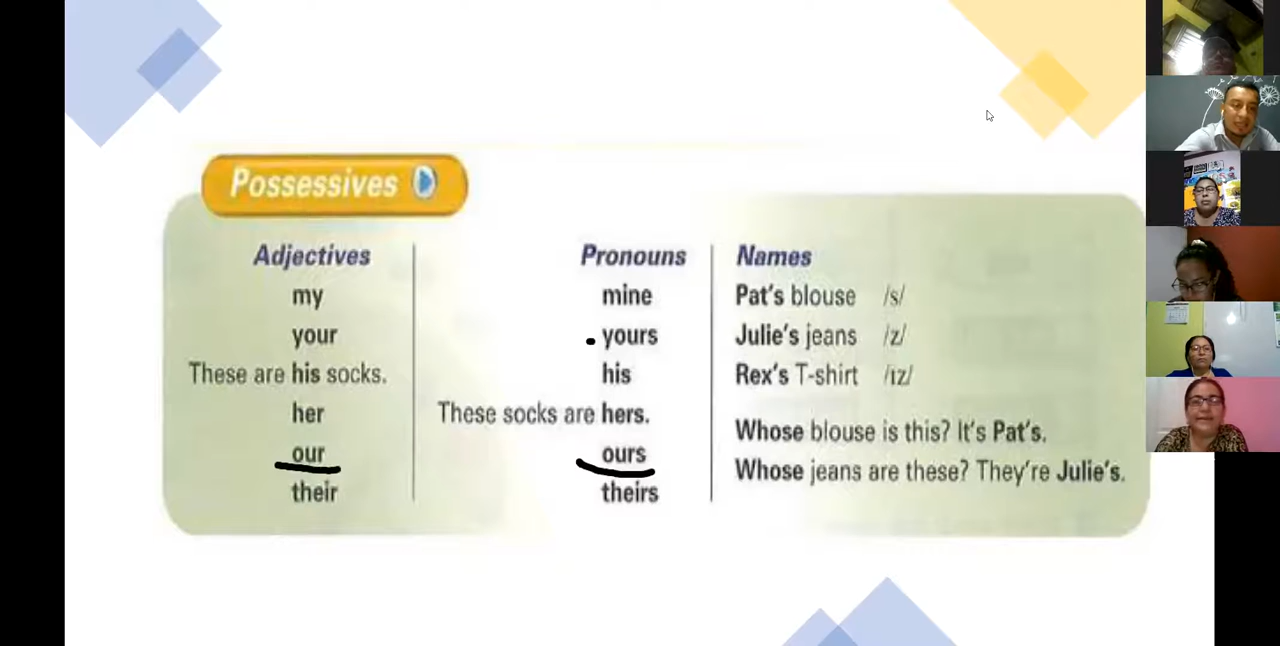 Possessives
Adjectives
my
your
These are his socks.
her
our
their
Pronouns
mine
yours
his
These socks are hers.
ours
theirs
Names
Pat's blouse /s/
Julie's jeans /z/
Rex's T-shirt /ɪz/
Whose blouse is this? It's Pat's.
Whose jeans are these? They're Julie's.